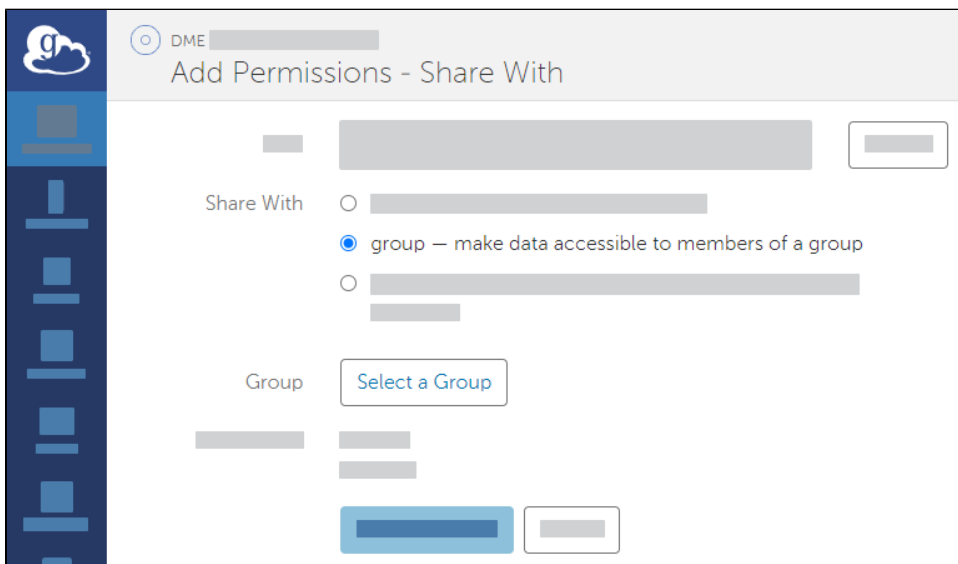 g
DME
Add Permissions - Share With
Share With
group — make data accessible to members of a group
Group
Select a Group